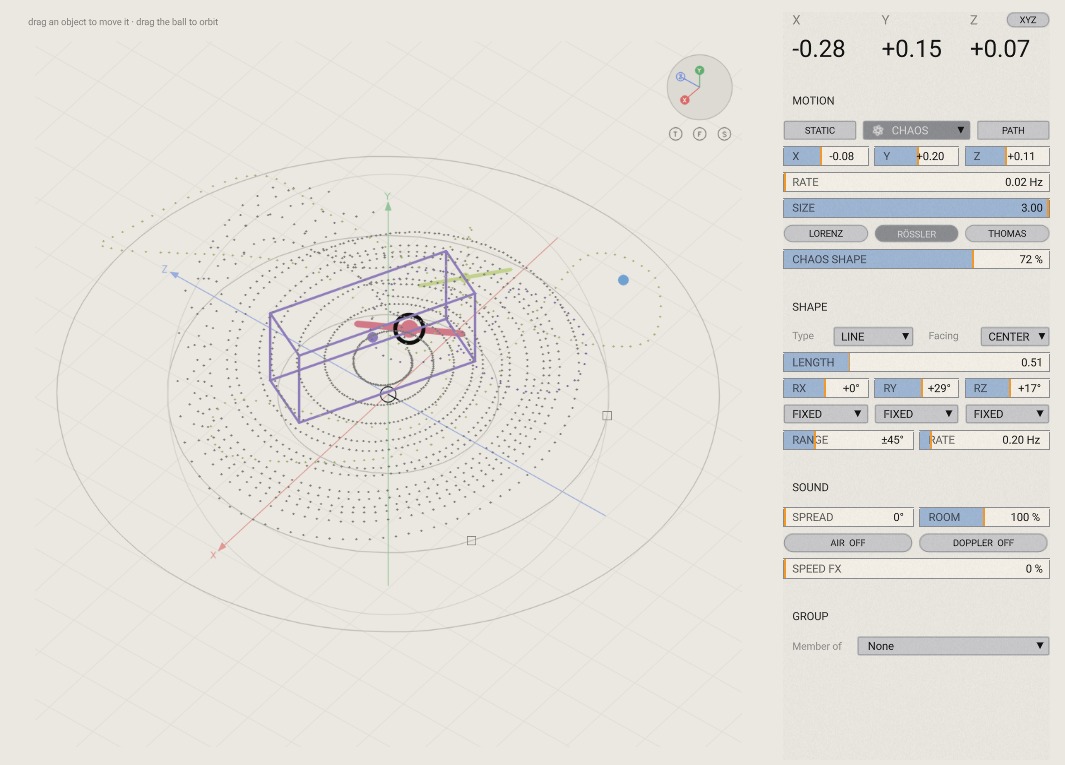 drag an object to move it · drag the ball to orbit
X Y Z XYZ
-0.28 +0.15 +0.07
Y
Z
X
T F S
MOTION
STATIC CHAOS PATH
X -0.08 Y +0.20 Z +0.11
RATE 0.02 Hz
SIZE 3.00
LORENZ RÖSSLER THOMAS
CHAOS SHAPE 72 %
Y
Z
X
SHAPE
Type LINE Facing CENTER
LENGTH 0.51
RX +0° RY +29° RZ +17°
FIXED FIXED FIXED
RANGE ±45° RATE 0.20 Hz
SOUND
SPREAD 0° ROOM 100 %
AIR OFF DOPPLER OFF
SPEED FX 0 %
GROUP
Member of None